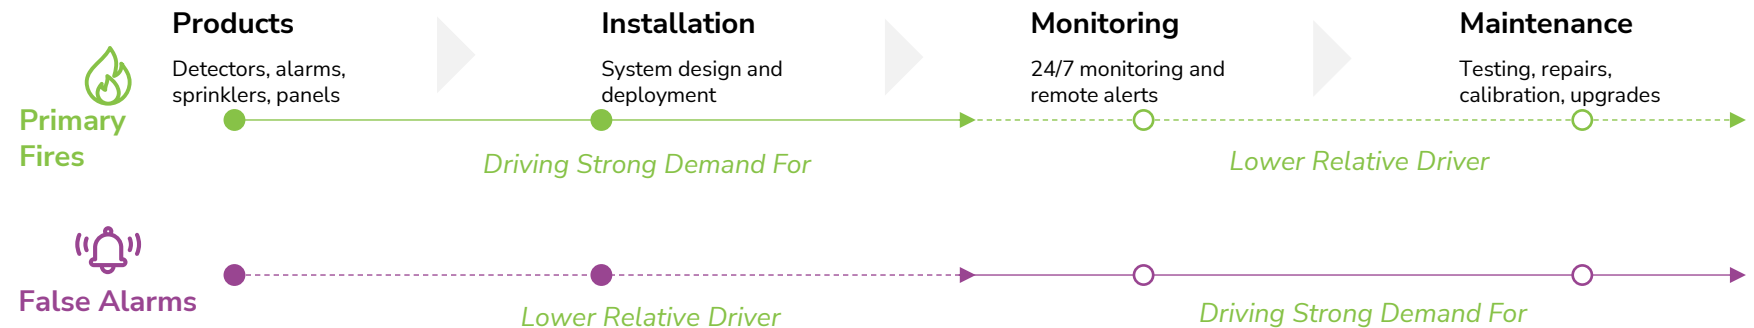 Products
Detectors, alarms,
sprinklers, panels
Installation
System design and
deployment
Monitoring
24/7 monitoring and
remote alerts
Maintenance
Testing, repairs,
calibration, upgrades
Primary
Fires
Driving Strong Demand For
Lower Relative Driver
False Alarms
Lower Relative Driver
Driving Strong Demand For